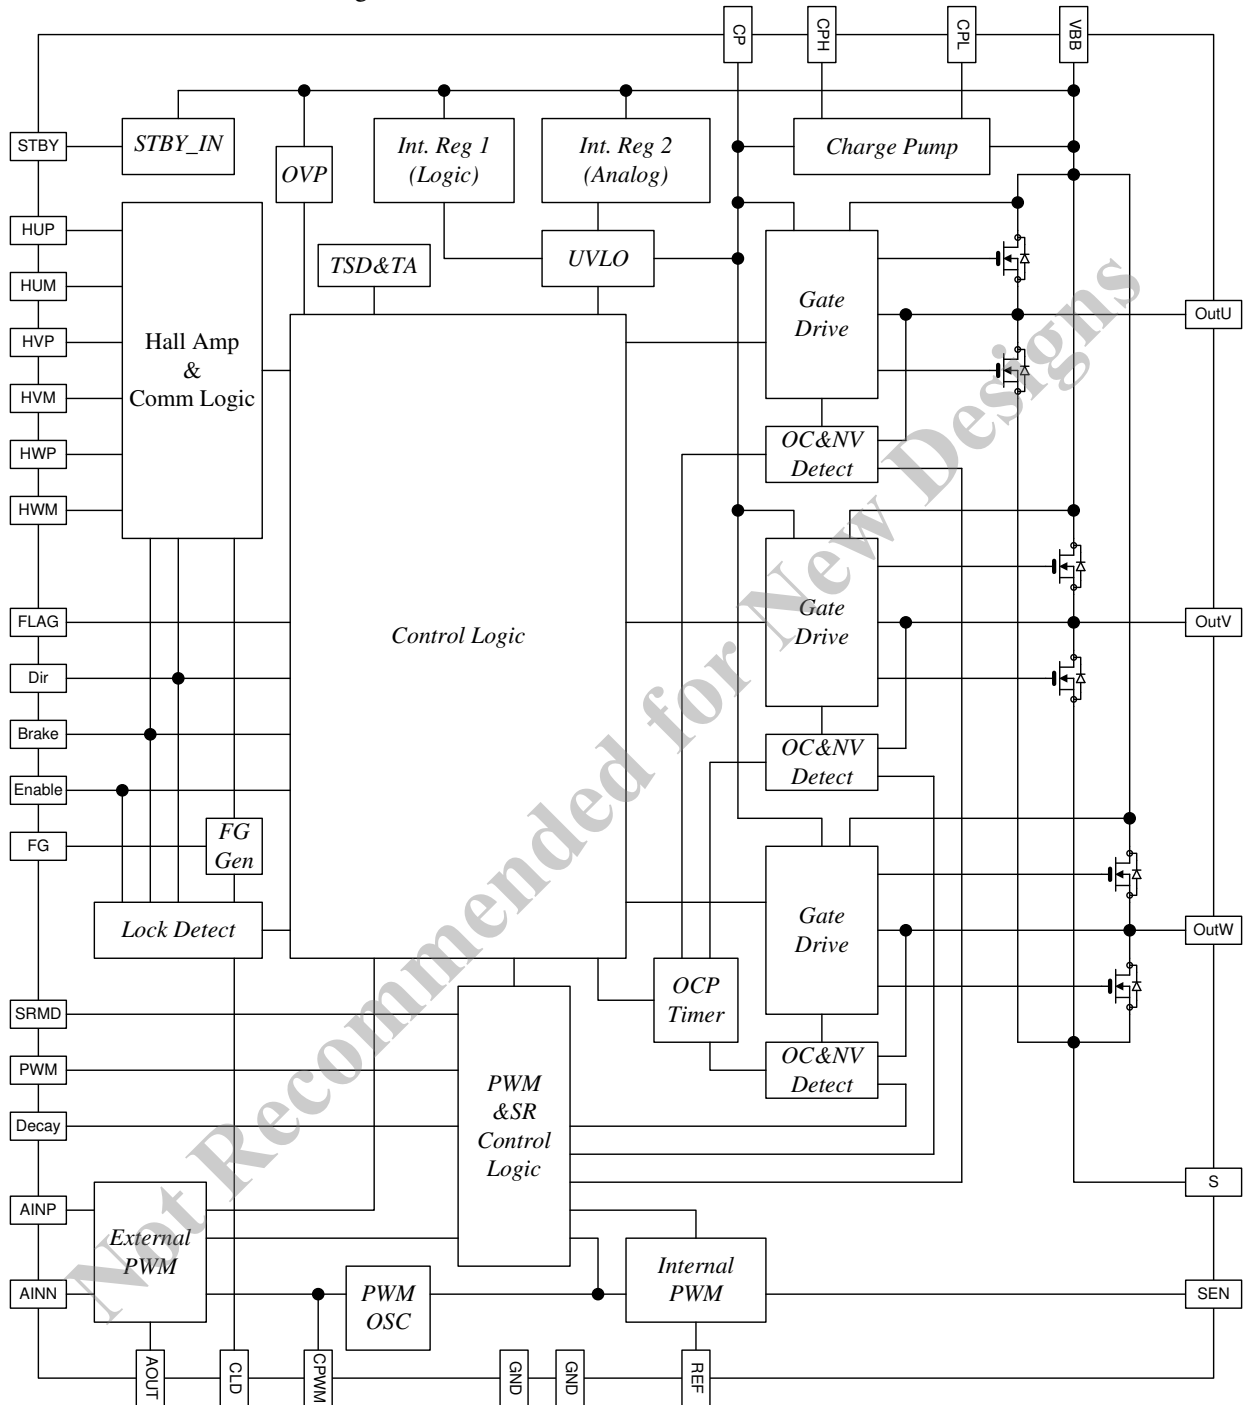 CP
CPH
CPL
VBB
STBY
STBY_IN
OVP
Int. Reg 1
(Logic)
Int. Reg 2
(Analog)
Charge Pump
HUP
HUM
HVP
HVM
HWP
HWM
Hall Amp
&
Comm Logic
TSD&TA
UVLO
Gate
Drive
OutU
OC&NV
Detect
FLAG
Dir
Brake
Enable
FG
Control Logic
Gate
Drive
OutV
OC&NV
Detect
FG
Gen
Lock Detect
Gate
Drive
OutW
OCP
Timer
OC&NV
Detect
SRMD
PWM
Decay
PWM
&SR
Control
Logic
AINP
AINN
External
PWM
PWM
OSC
Internal
PWM
S
SEN
AOUT
CLD
CPWM
GND
GND
REF
Not Recommended for New Designs